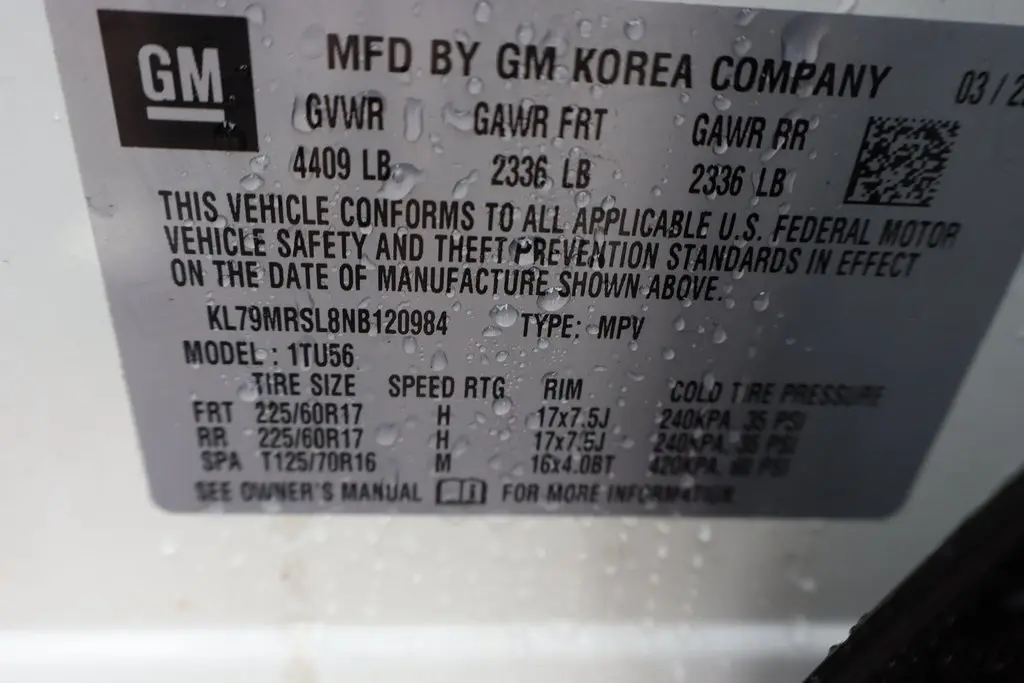 GM
MFD BY GM KOREA COMPANY 03/2
GVWR GAWR FRT GAWR RR
4409 LB 2336 LB 2336 LB
THIS VEHICLE CONFORMS TO ALL APPLICABLE U.S. FEDERAL MOTOR
VEHICLE SAFETY AND THEFT PREVENTION STANDARDS IN EFFECT
ON THE DATE OF MANUFACTURE SHOWN ABOVE.
KL79MRSL8NB120984 TYPE: MPV
MODEL : 1TU56
TIRE SIZE SPEED RTG RIM COLD TIRE PRESSURE
FRT 225/60R17 H 17x7.5J 240KPA, 35 PSI
RR 225/60R17 H 17x7.5J 240KPA, 35 PSI
SPA T125/70R16 M 16x4.0BT 420KPA, 60 PSI
SEE OWNER'S MANUAL FOR MORE INFORMATION